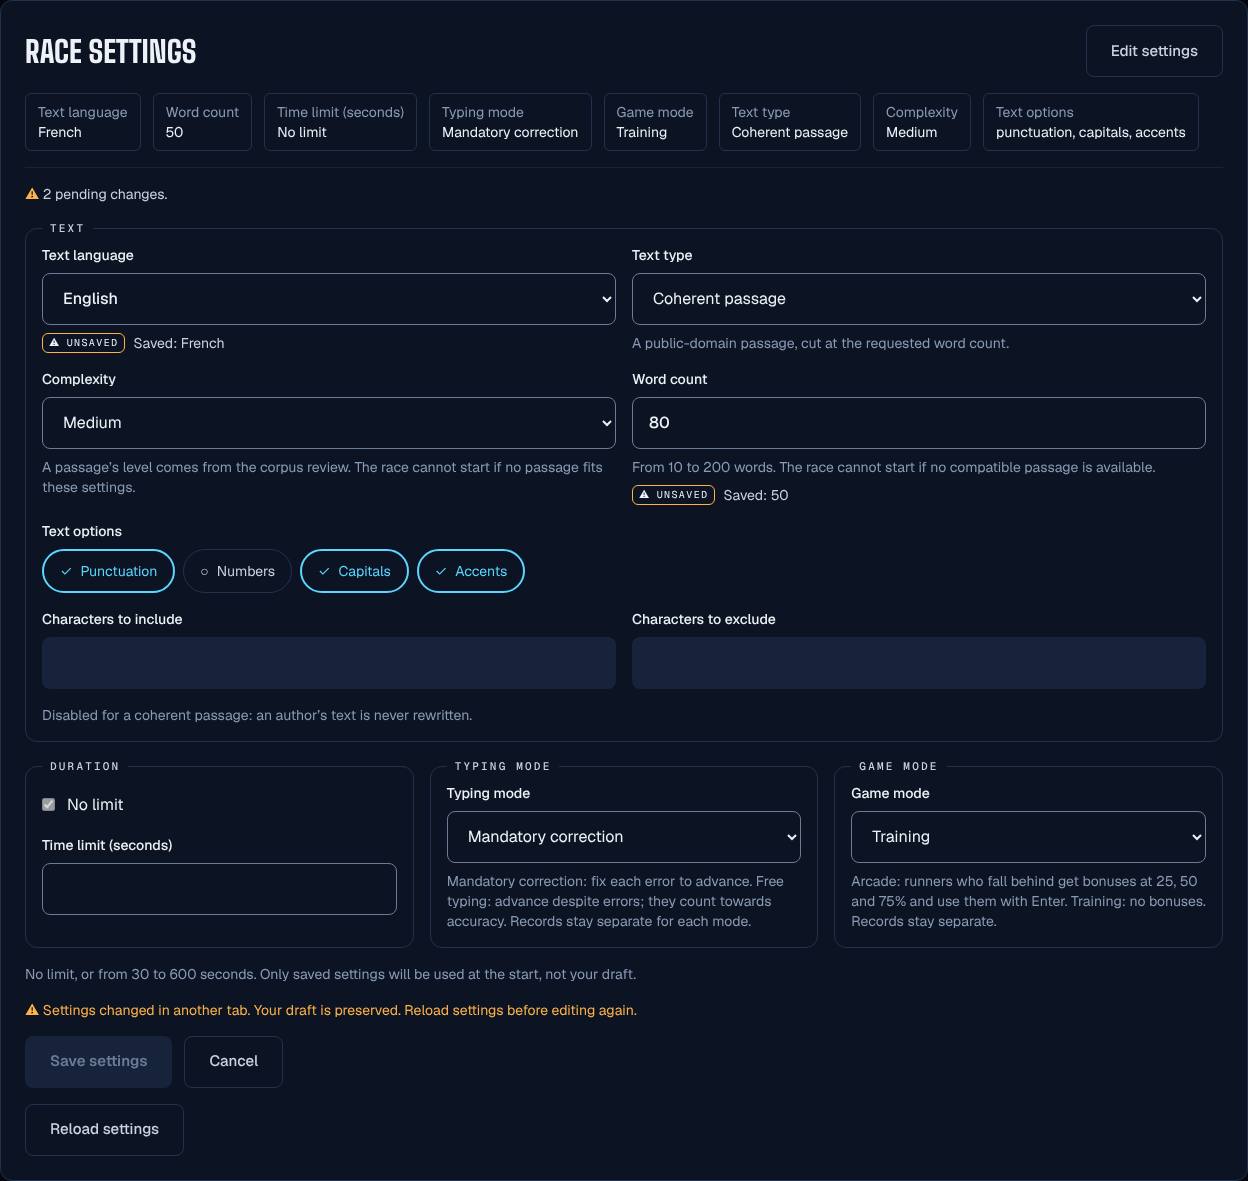 RACE SETTINGS
Edit settings
Text language
French
Word count
50
Time limit (seconds)
No limit
Typing mode
Mandatory correction
Game mode
Training
Text type
Coherent passage
Complexity
Medium
Text options
punctuation, capitals, accents
2 pending changes.
TEXT
Text language
English
UNSAVED Saved: French
Text type
Coherent passage
A public-domain passage, cut at the requested word count.
Complexity
Medium
A passage’s level comes from the corpus review. The race cannot start if no passage fits
these settings.
Word count
80
From 10 to 200 words. The race cannot start if no compatible passage is available.
UNSAVED Saved: 50
Text options
Punctuation
Numbers
Capitals
Accents
Characters to include
Characters to exclude
Disabled for a coherent passage: an author’s text is never rewritten.
DURATION
No limit
Time limit (seconds)
TYPING MODE
Typing mode
Mandatory correction
Mandatory correction: fix each error to advance. Free
typing: advance despite errors; they count towards
accuracy. Records stay separate for each mode.
GAME MODE
Game mode
Training
Arcade: runners who fall behind get bonuses at 25, 50
and 75% and use them with Enter. Training: no bonuses.
Records stay separate.
No limit, or from 30 to 600 seconds. Only saved settings will be used at the start, not your draft.
Settings changed in another tab. Your draft is preserved. Reload settings before editing again.
Save settings
Cancel
Reload settings